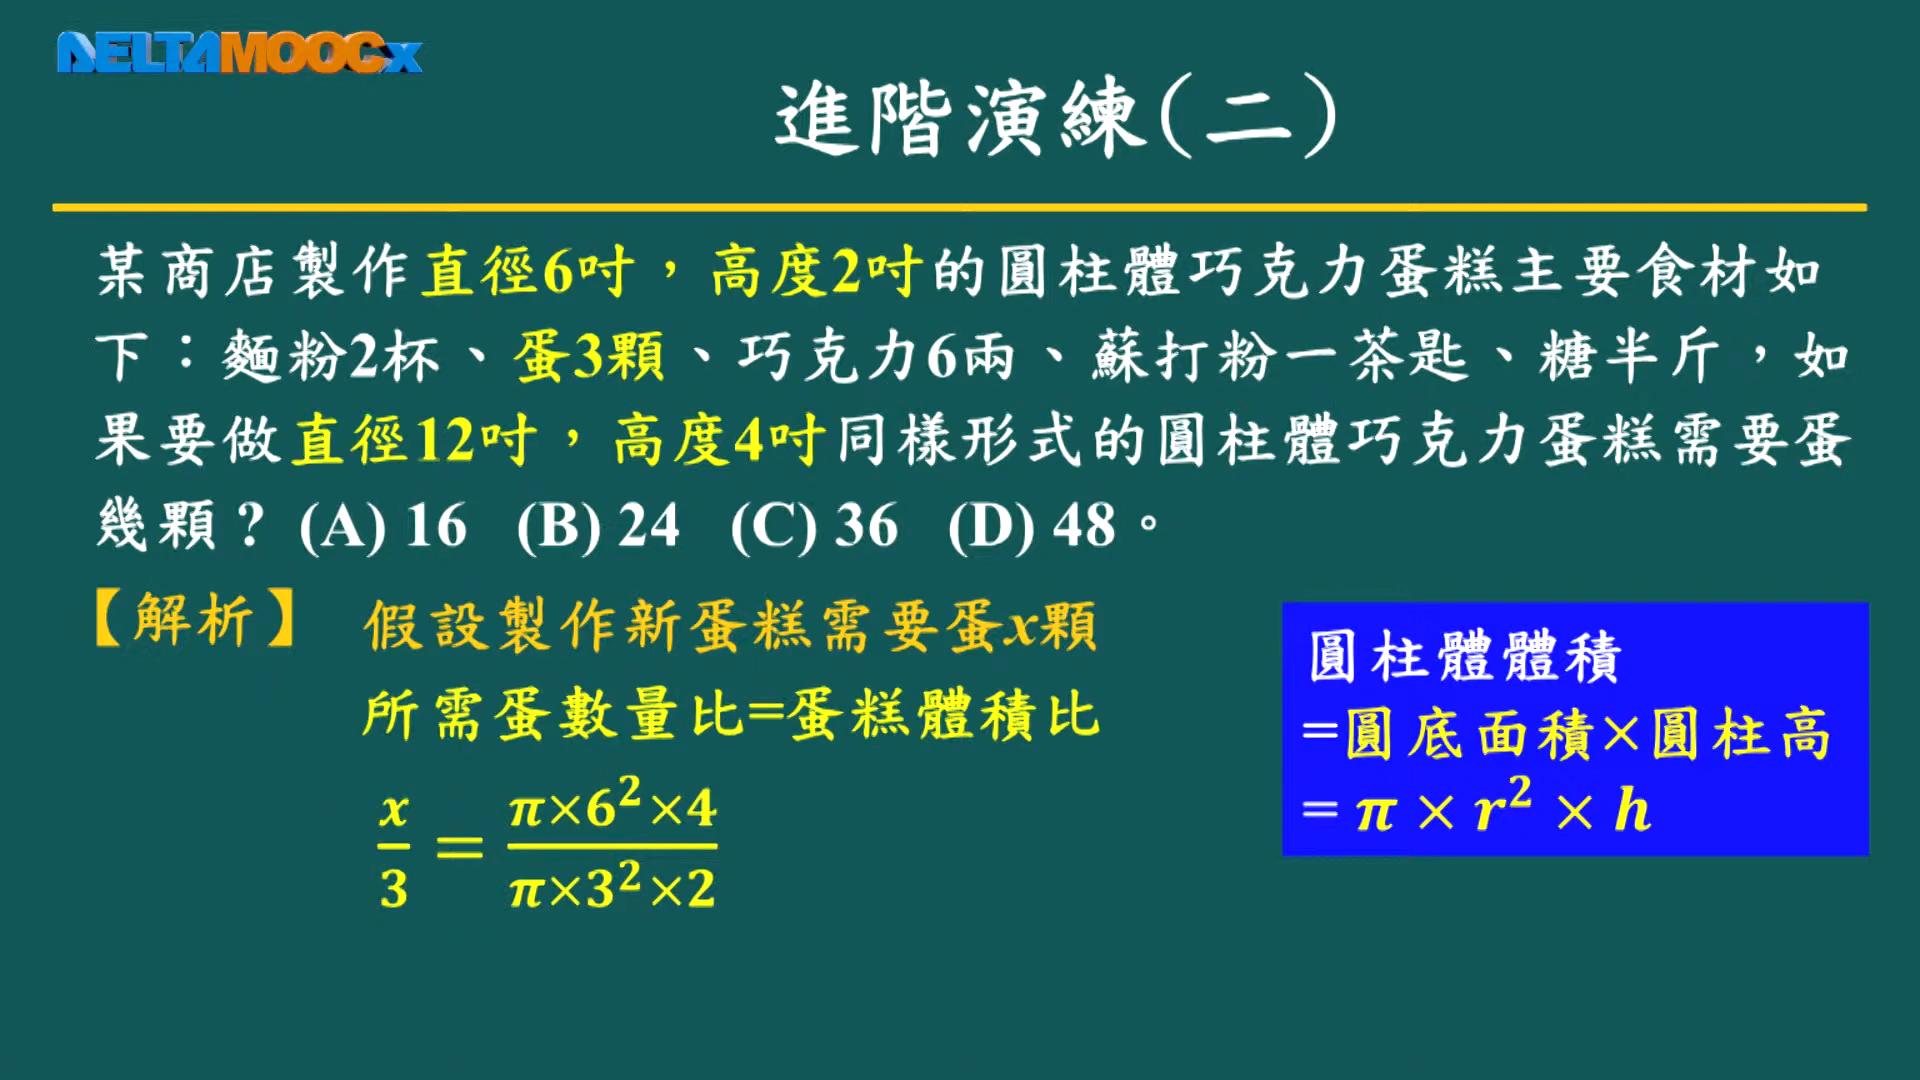 DELTAMOOCx
進階演練(二)
某商店製作直徑6吋，高度2吋的圓柱體巧克力蛋糕主要食材如
下：麵粉2杯、蛋3顆、巧克力6兩、蘇打粉一茶匙、糖半斤，如
果要做直徑12吋，高度4吋同樣形式的圓柱體巧克力蛋糕需要蛋
幾顆？ (A) 16 (B) 24 (C) 36 (D) 48。
【解析】 假設製作新蛋糕需要蛋x顆
所需蛋數量比=蛋糕體積比
x/3 = π×6²×4/π×3²×2
圓柱體體積
=圓底面積×圓柱高
= π × r² × h